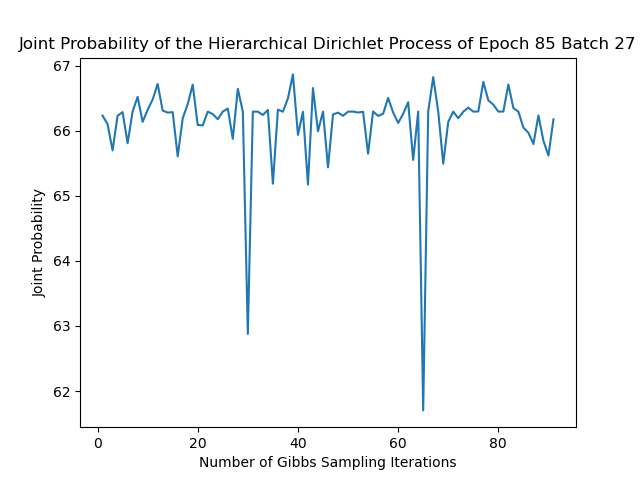 Joint Probability of the Hierarchical Dirichlet Process of Epoch 85 Batch 27
67
66
65
64
63
62
Joint Probability
0 20 40 60 80
Number of Gibbs Sampling Iterations